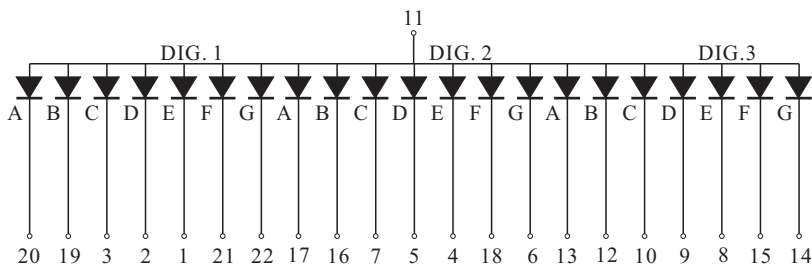 11
DIG. 1 DIG. 2 DIG.3
A B C D E F G A B C D E F G A B C D E F G
20 19 3 2 1 21 22 17 16 7 5 4 18 6 13 12 10 9 8 15 14